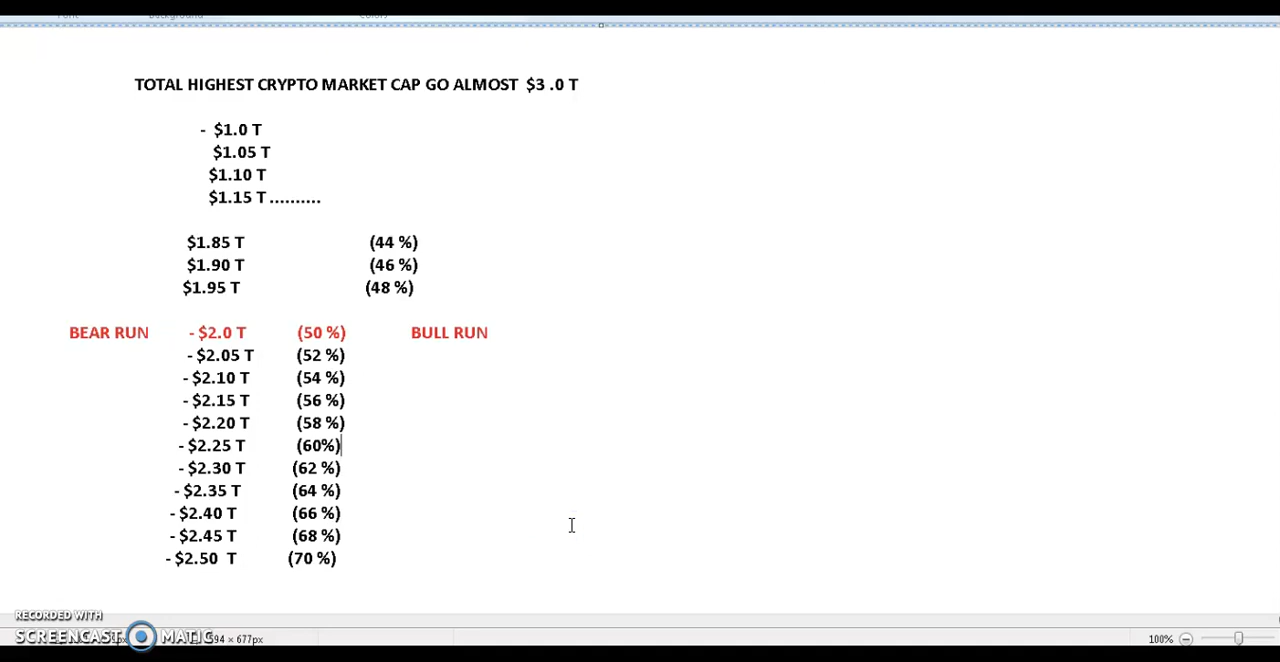 TOTAL HIGHEST CRYPTO MARKET CAP GO ALMOST $3 .0 T
- $1.0 T
$1.05 T
$1.10 T
$1.15 T..........
$1.85 T (44 %)
$1.90 T (46 %)
$1.95 T (48 %)
BEAR RUN - $2.0 T (50 %) BULL RUN
- $2.05 T (52 %)
- $2.10 T (54 %)
- $2.15 T (56 %)
- $2.20 T (58 %)
- $2.25 T (60%)
- $2.30 T (62 %)
- $2.35 T (64 %)
- $2.40 T (66 %)
- $2.45 T (68 %)
- $2.50 T (70 %)
RECORDED WITH
SCREENCAST MATIC
594 × 677px
100%